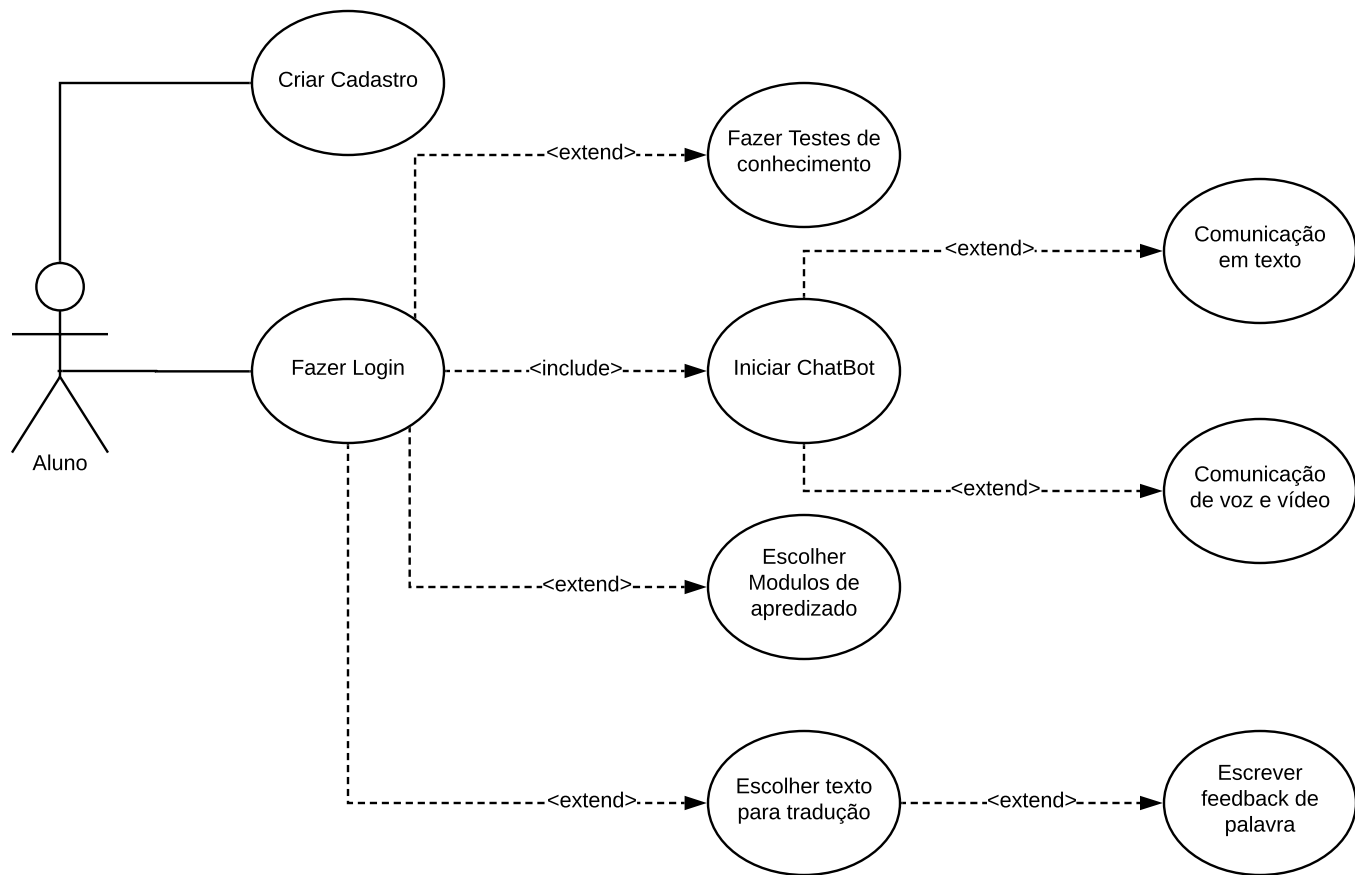 Criar Cadastro
<extend>
Fazer Testes de
conhecimento
<extend>
Comunicação
em texto
Fazer Login
<include>
Iniciar ChatBot
Aluno
<extend>
Comunicação
de voz e vídeo
<extend>
Escolher
Modulos de
apredizado
<extend>
Escolher texto
para tradução
<extend>
Escrever
feedback de
palavra